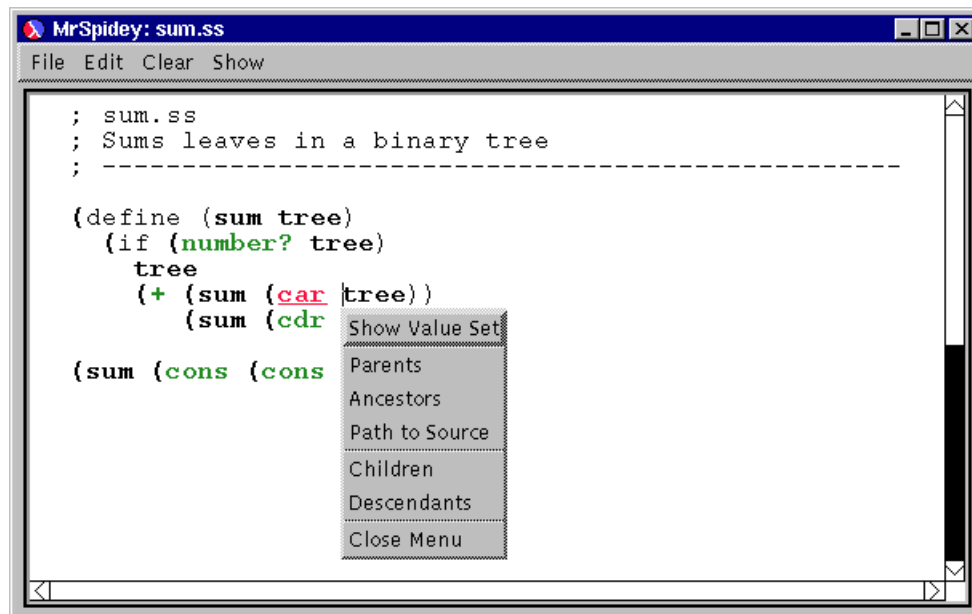 MrSpidey: sum.ss
File Edit Clear Show
; sum.ss
; Sums leaves in a binary tree
; --------------------------------------------------
(define (sum tree)
(if (number? tree)
tree
(+ (sum (car tree))
(sum (cdr
(sum (cons (cons
Show Value Set
Parents
Ancestors
Path to Source
Children
Descendants
Close Menu